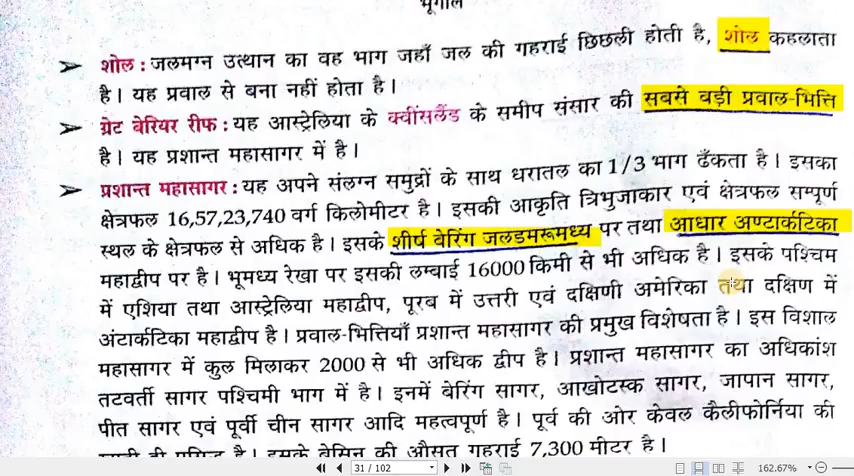 भूगोल
➢ शोल : जलमग्न उत्थान का वह भाग जहाँ जल की गहराई छिछली होती है, शोल कहलाता
है। यह प्रवाल से बना नहीं होता है।
➢ ग्रेट बेरियर रीफ : यह आस्ट्रेलिया के क्वींसलैंड के समीप संसार की सबसे बड़ी प्रवाल-भित्ति
है। यह प्रशान्त महासागर में है।
➢ प्रशान्त महासागर : यह अपने संलग्न समुद्रों के साथ धरातल का 1/3 भाग ढँकता है। इसका
क्षेत्रफल 16,57,23,740 वर्ग किलोमीटर है। इसकी आकृति त्रिभुजाकार एवं क्षेत्रफल सम्पूर्ण
स्थल के क्षेत्रफल से अधिक है। इसके शीर्ष बेरिंग जलडमरूमध्य पर तथा आधार अण्टार्कटिका
महाद्वीप पर है। भूमध्य रेखा पर इसकी लम्बाई 16000 किमी से भी अधिक है। इसके पश्चिम
में एशिया तथा आस्ट्रेलिया महाद्वीप, पूरब में उत्तरी एवं दक्षिणी अमेरिका तथा दक्षिण में
अंटार्कटिका महाद्वीप है। प्रवाल-भित्तियाँ प्रशान्त महासागर की प्रमुख विशेषता है। इस विशाल
महासागर में कुल मिलाकर 2000 से भी अधिक द्वीप है। प्रशान्त महासागर का अधिकांश
तटवर्ती सागर पश्चिमी भाग में है। इनमें बेरिंग सागर, आखोटस्क सागर, जापान सागर,
पीत सागर एवं पूर्वी चीन सागर आदि महत्वपूर्ण है। पूर्व की ओर केवल कैलीफोर्निया की
है। इसके बेसिन की औसत गहराई 7,300 मीटर है।
31 / 102
162.67%